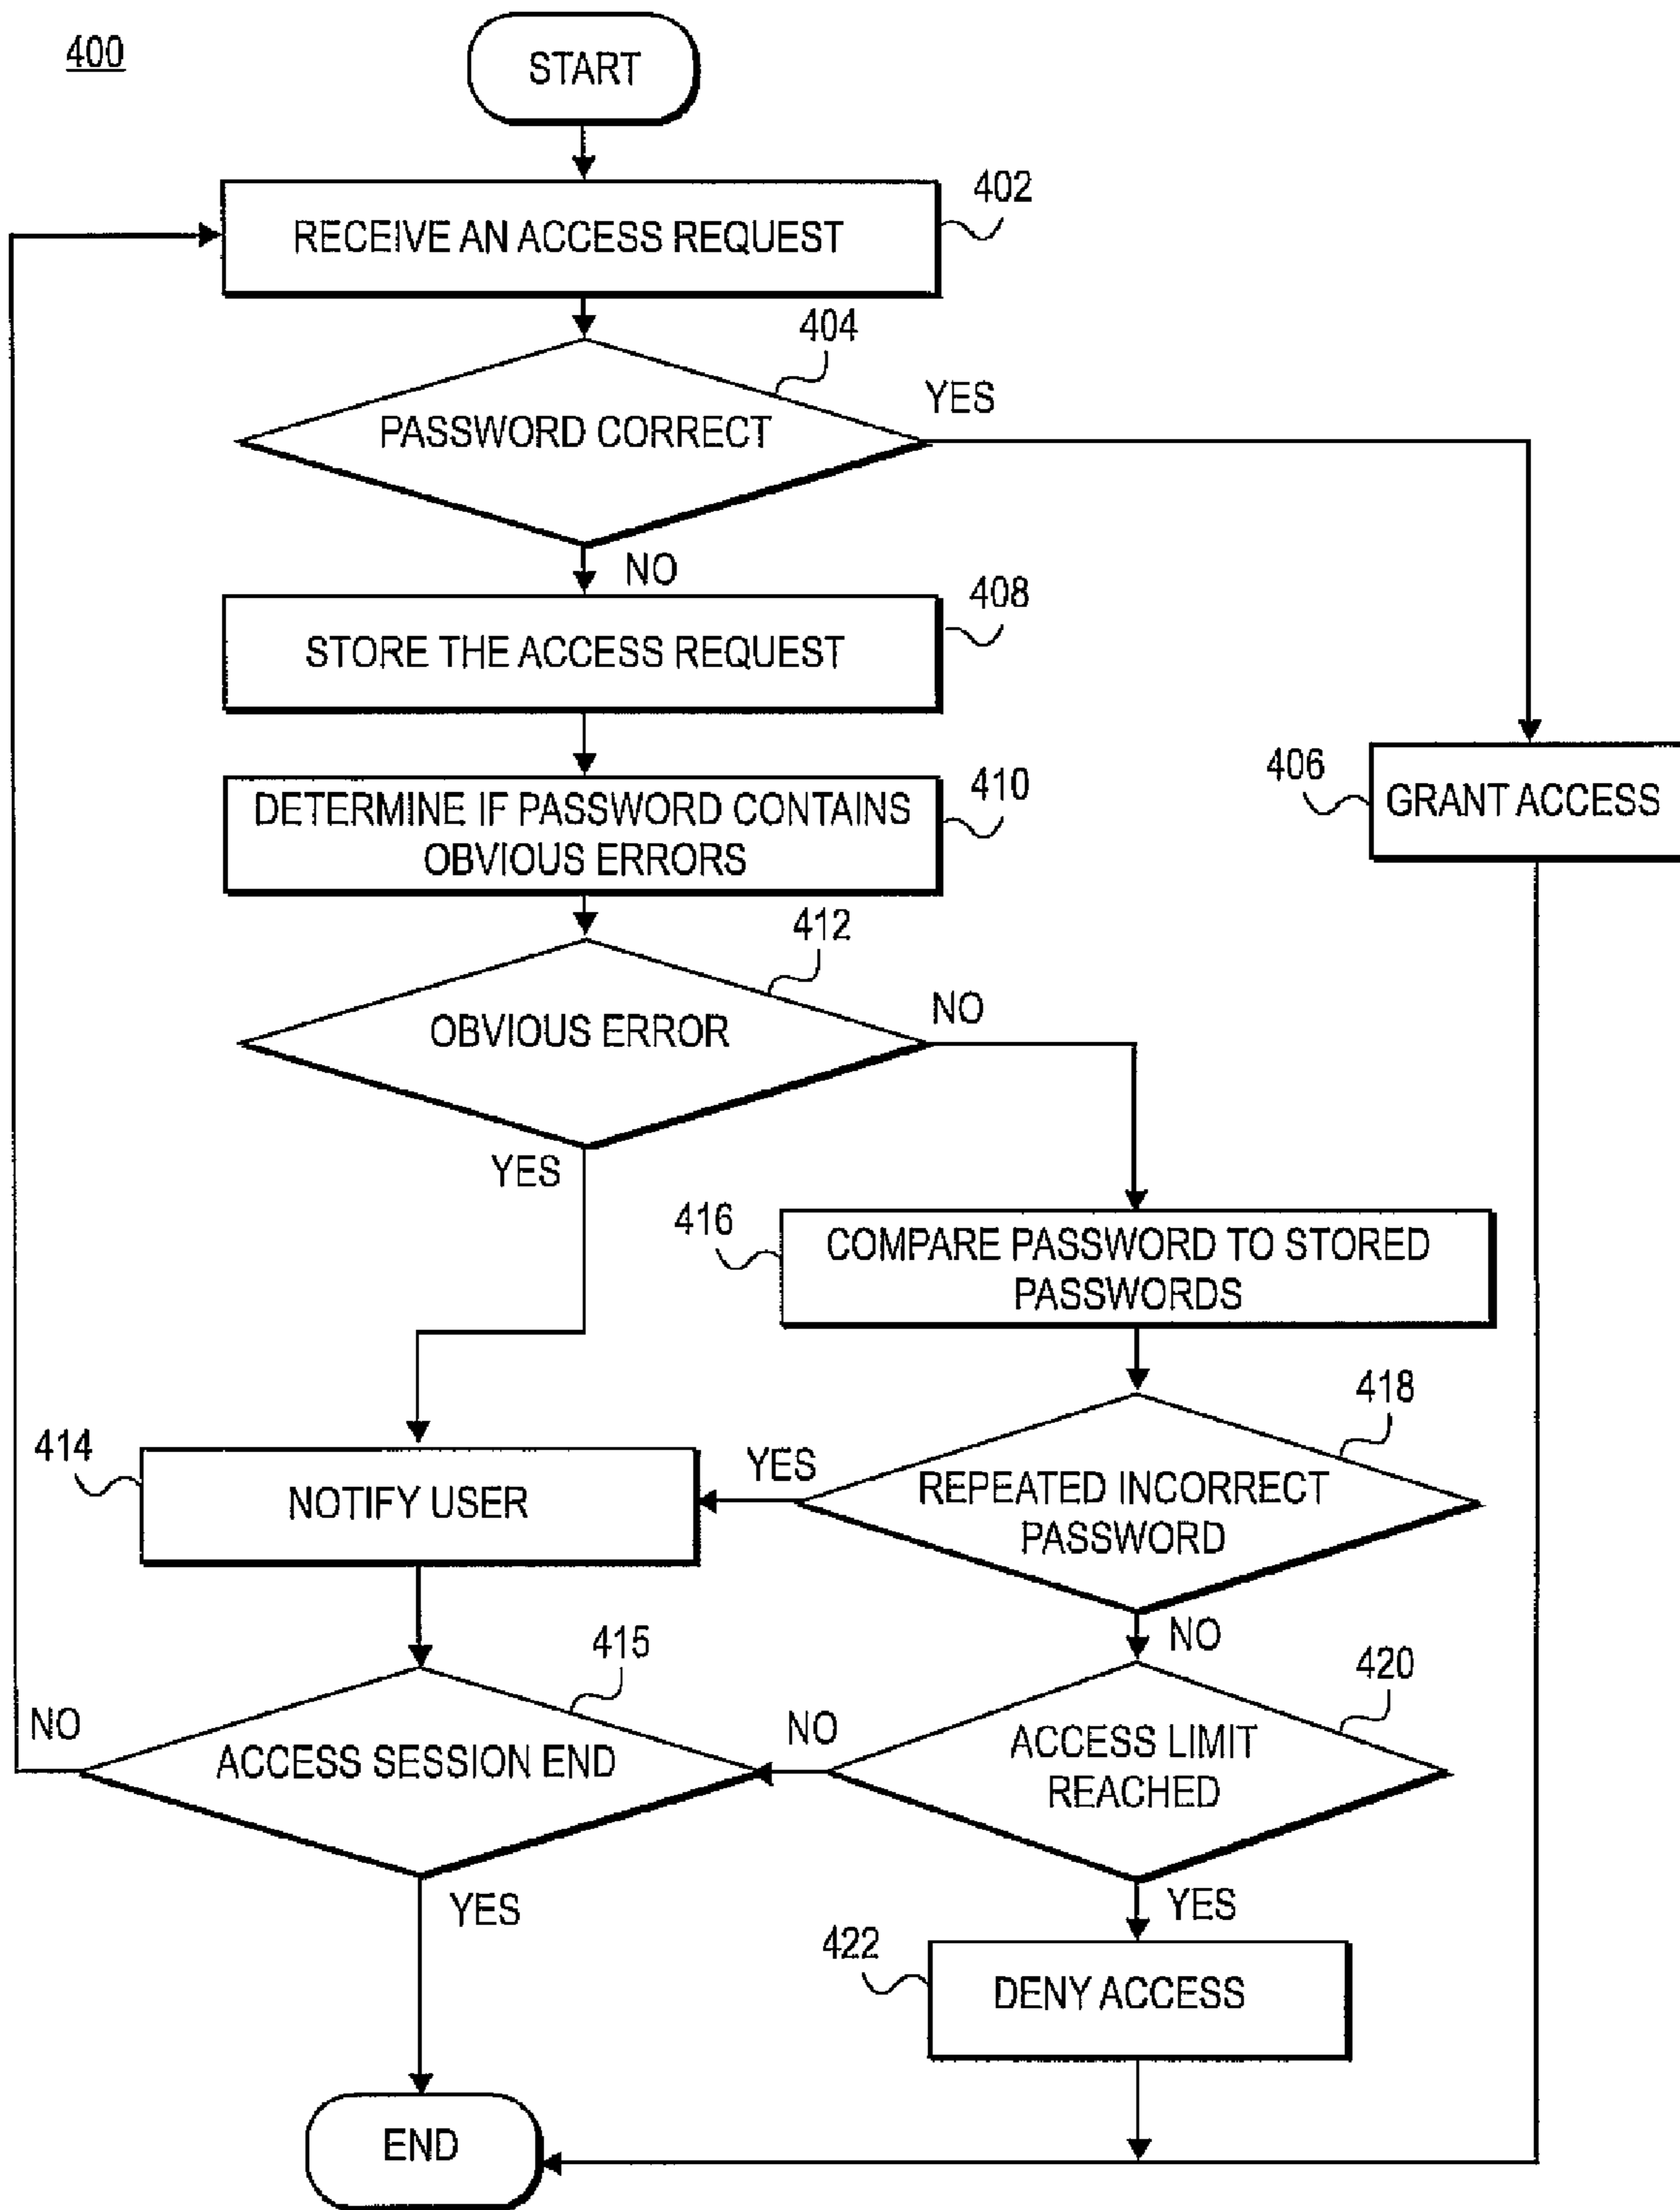 400
START
RECEIVE AN ACCESS REQUEST
402
404
PASSWORD CORRECT
YES
NO
408
STORE THE ACCESS REQUEST
410
DETERMINE IF PASSWORD CONTAINS
OBVIOUS ERRORS
406
GRANT ACCESS
412
OBVIOUS ERROR
NO
YES
416
COMPARE PASSWORD TO STORED
PASSWORDS
418
REPEATED INCORRECT
PASSWORD
YES
414
NOTIFY USER
NO
415
ACCESS SESSION END
NO
NO
420
ACCESS LIMIT
REACHED
YES
YES
422
DENY ACCESS
END